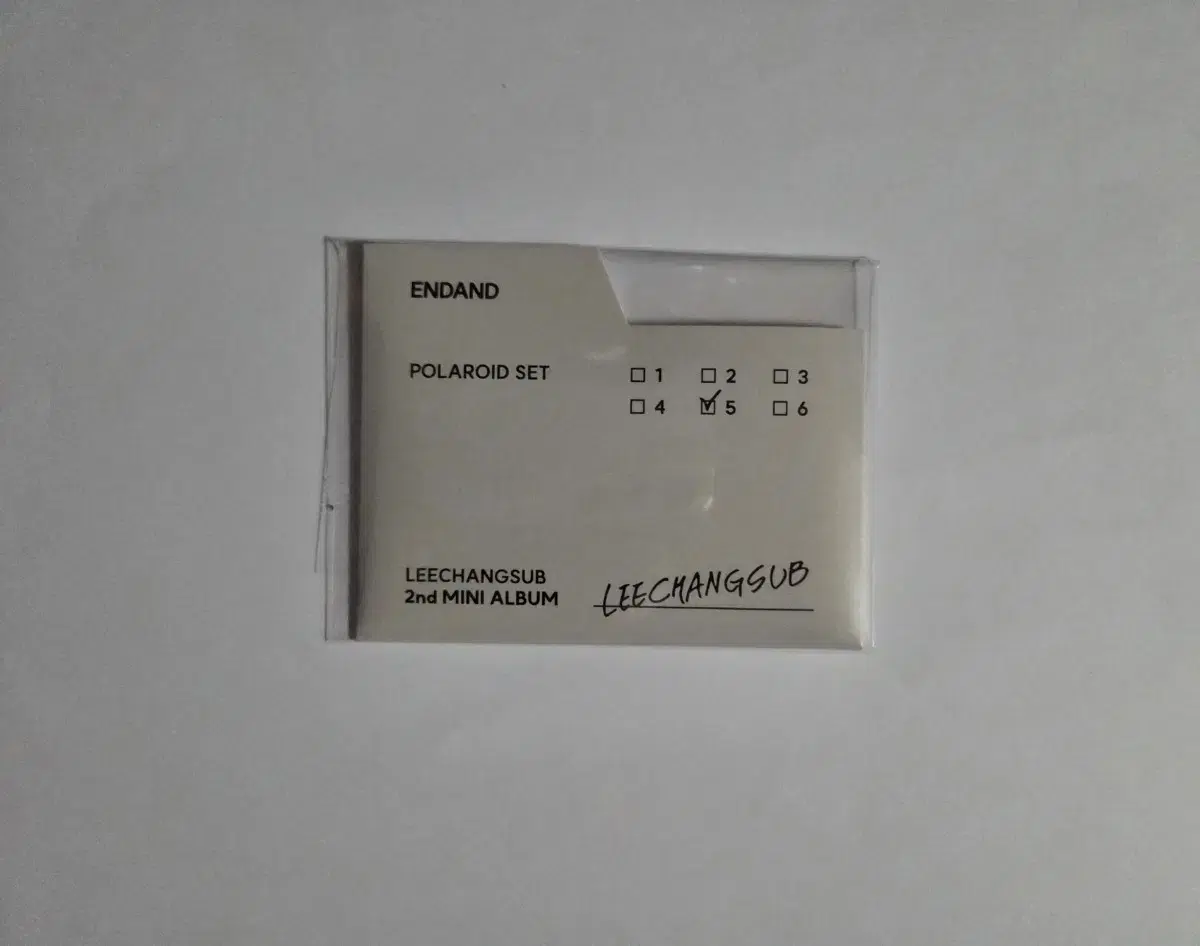 ENDAND
POLAROID SET
☐ 1 ☐ 2 ☐ 3
☐ 4 ☑ 5 ☐ 6
LEECHANGSUB
2nd MINI ALBUM
LEECHANGSUB